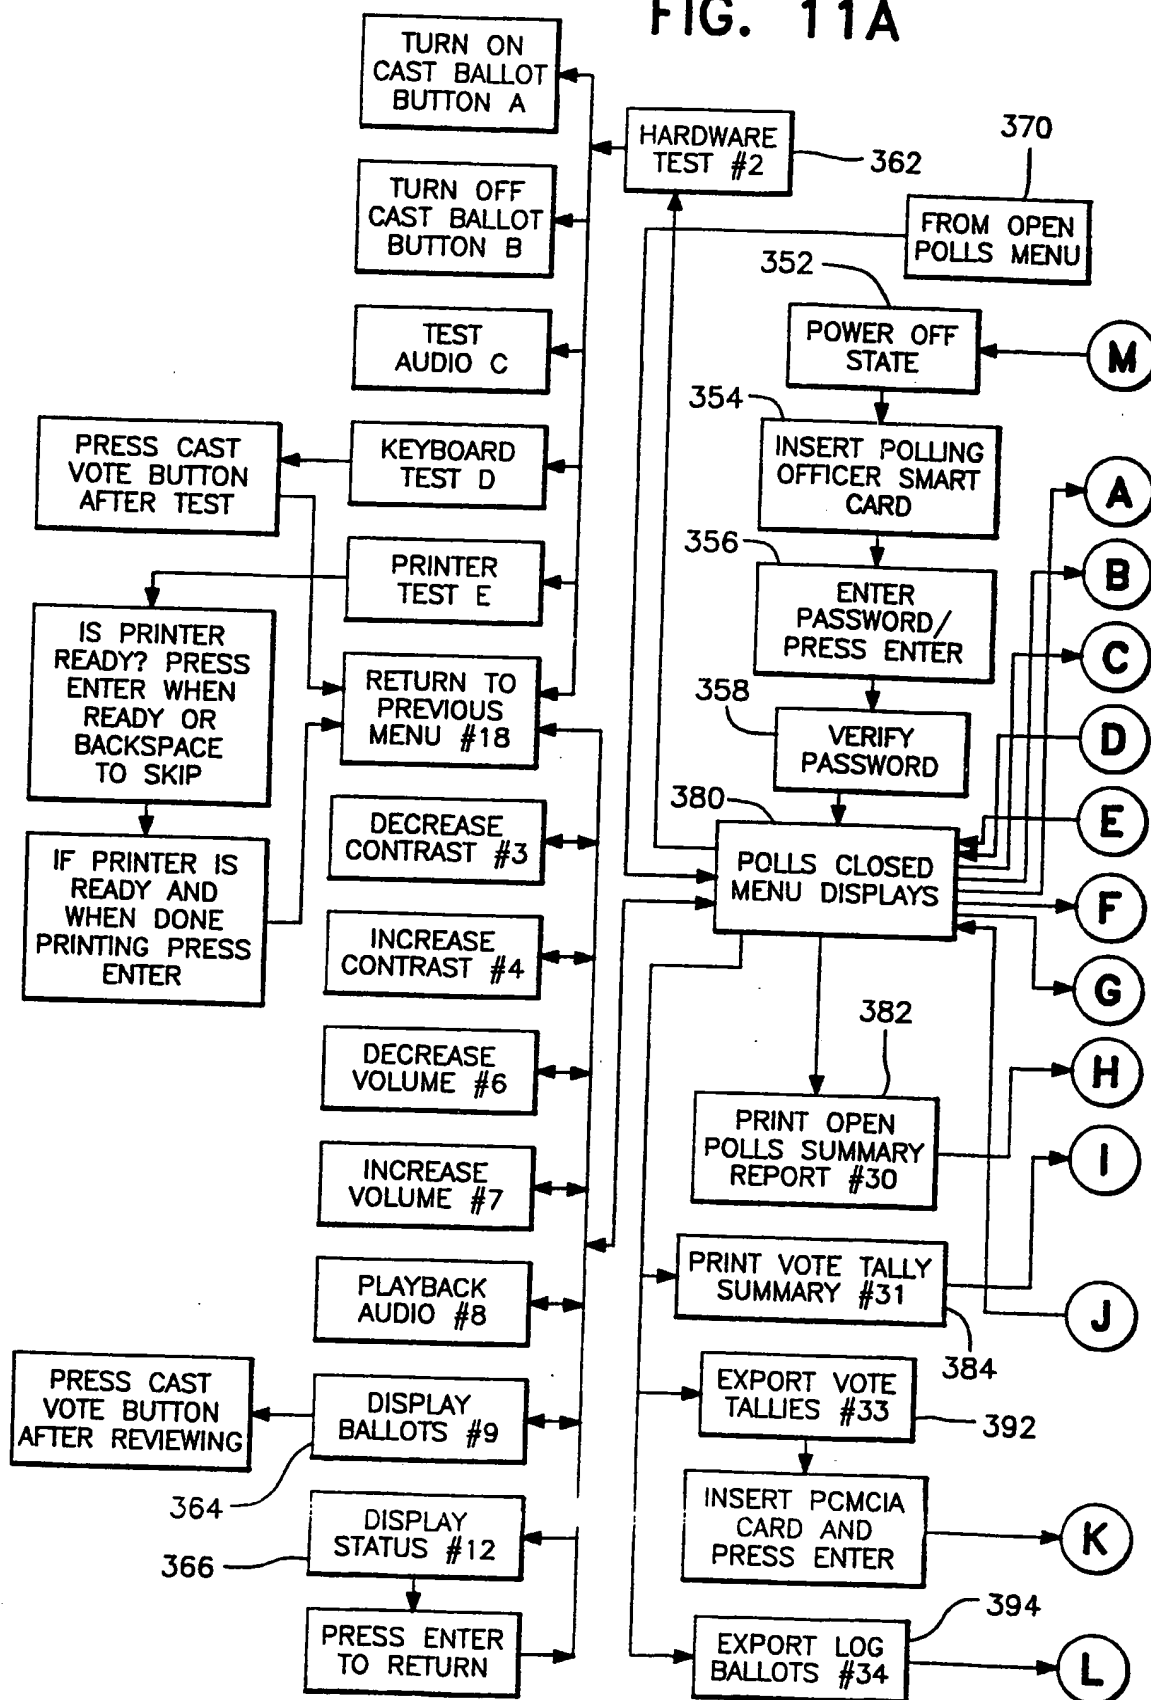 FIG. 11A
TURN ON
CAST BALLOT
BUTTON A
HARDWARE
TEST #2
362
370
TURN OFF
CAST BALLOT
BUTTON B
FROM OPEN
POLLS MENU
352
POWER OFF
STATE
M
TEST
AUDIO C
354
INSERT POLLING
OFFICER SMART
CARD
PRESS CAST
VOTE BUTTON
AFTER TEST
KEYBOARD
TEST D
A
356
ENTER
PASSWORD/
PRESS ENTER
B
PRINTER
TEST E
IS PRINTER
READY? PRESS
ENTER WHEN
READY OR
BACKSPACE
TO SKIP
C
RETURN TO
PREVIOUS
MENU #18
358
VERIFY
PASSWORD
D
380
POLLS CLOSED
MENU DISPLAYS
E
DECREASE
CONTRAST #3
IF PRINTER IS
READY AND
WHEN DONE
PRINTING PRESS
ENTER
F
INCREASE
CONTRAST #4
G
382
DECREASE
VOLUME #6
H
PRINT OPEN
POLLS SUMMARY
REPORT #30
I
INCREASE
VOLUME #7
PRINT VOTE TALLY
SUMMARY #31
384
PLAYBACK
AUDIO #8
J
PRESS CAST
VOTE BUTTON
AFTER REVIEWING
DISPLAY
BALLOTS #9
364
EXPORT VOTE
TALLIES #33
392
DISPLAY
STATUS #12
366
INSERT PCMCIA
CARD AND
PRESS ENTER
K
PRESS ENTER
TO RETURN
394
EXPORT LOG
BALLOTS #34
L